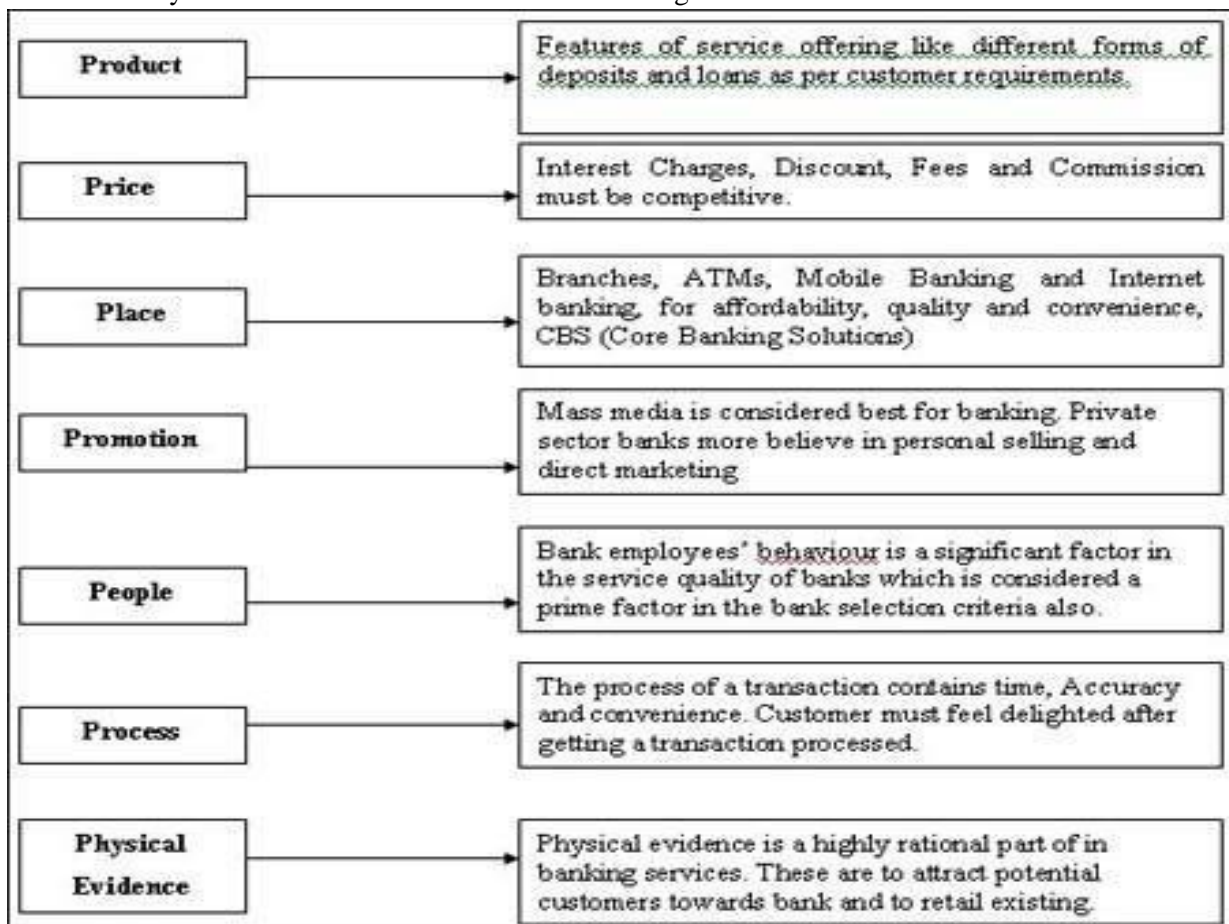 Product
Features of service offering like different forms of
deposits and loans as per customer requirements.
Price
Interest Charges, Discount, Fees and Commission
must be competitive.
Place
Branches, ATMs, Mobile Banking and Internet
banking, for affordability, quality and convenience,
CBS (Core Banking Solutions)
Promotion
Mass media is considered best for banking. Private
sector banks more believe in personal selling and
direct marketing
People
Bank employees' behaviour is a significant factor in
the service quality of banks which is considered a
prime factor in the bank selection criteria also.
Process
The process of a transaction contains time, Accuracy
and convenience. Customer must feel delighted after
getting a transaction processed.
Physical
Evidence
Physical evidence is a highly rational part of in
banking services. These are to attract potential
customers towards bank and to retail existing.